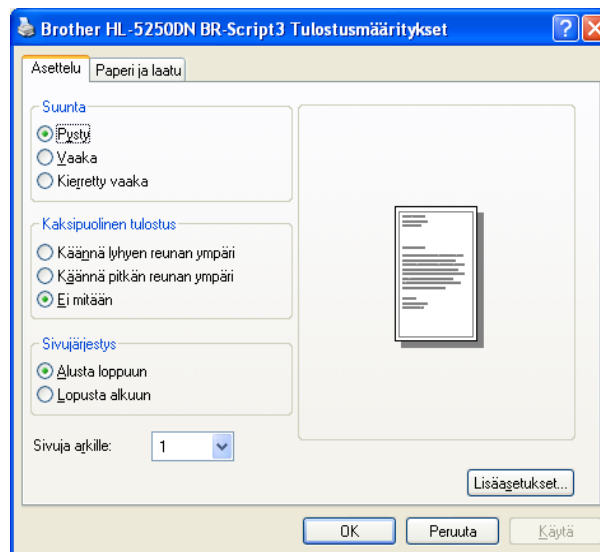 Brother HL-5250DN BR-Script3 Tulostusmääritykset
Asettelu Paperi ja laatu
Suunta
Pysty
Vaaka
Kierretty vaaka
Kaksipuolinen tulostus
Käännä lyhyen reunan ympäri
Käännä pitkän reunan ympäri
Ei mitään
Sivujärjestys
Alusta loppuun
Lopusta alkuun
Sivuja arkille: 1
Lisäasetukset...
OK Peruuta Käytä